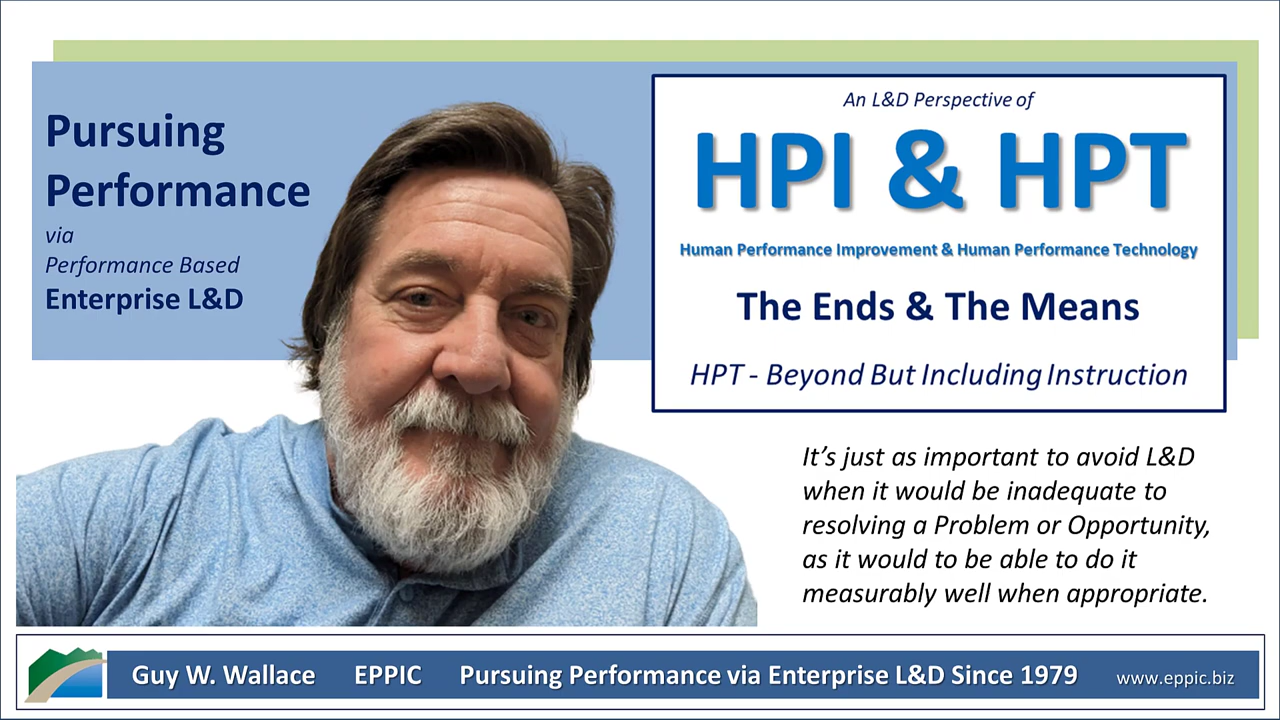 Pursuing
Performance
via
Performance Based
Enterprise L&D
An L&D Perspective of
HPI & HPT
Human Performance Improvement & Human Performance Technology
The Ends & The Means
HPT - Beyond But Including Instruction
It's just as important to avoid L&D
when it would be inadequate to
resolving a Problem or Opportunity,
as it would to be able to do it
measurably well when appropriate.
Guy W. Wallace EPPIC Pursuing Performance via Enterprise L&D Since 1979 www.eppic.biz